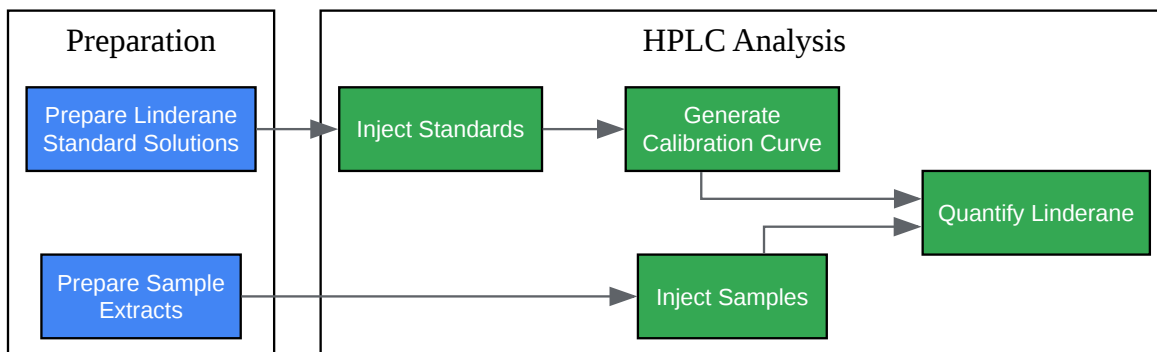 Preparation
HPLC Analysis
Prepare Linderane
Standard Solutions
Inject Standards
Generate
Calibration Curve
Quantify Linderane
Prepare Sample
Extracts
Inject Samples